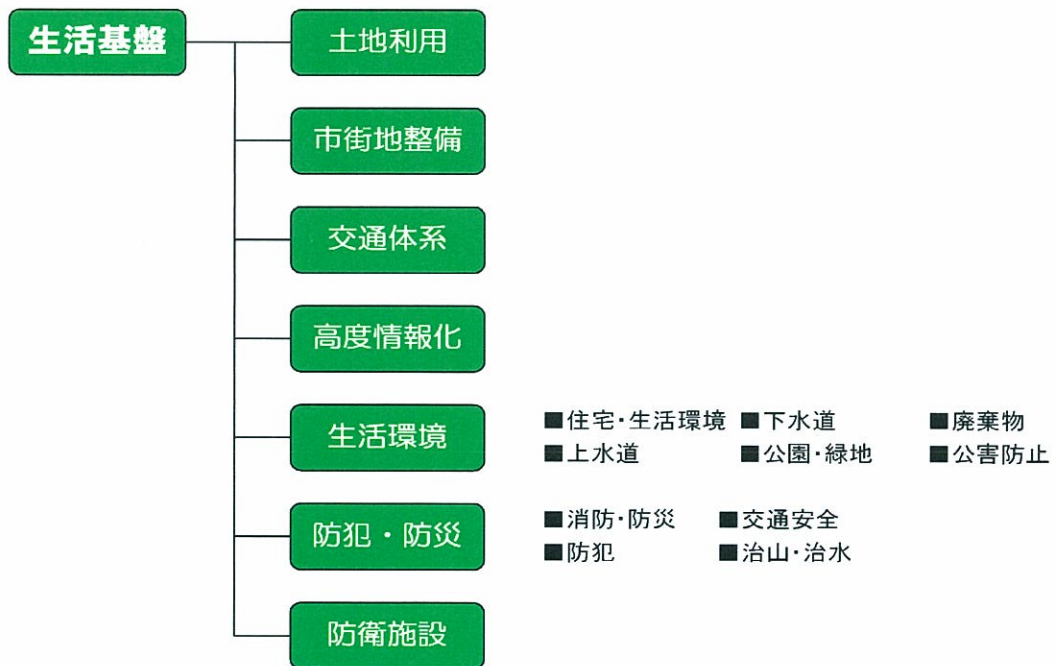 生活基盤
土地利用
市街地整備
交通体系
高度情報化
生活環境
■住宅・生活環境 ■下水道 ■廃棄物
■上水道 ■公園・緑地 ■公害防止
防犯・防災
■消防・防災 ■交通安全
■防犯 ■治山・治水
防衛施設